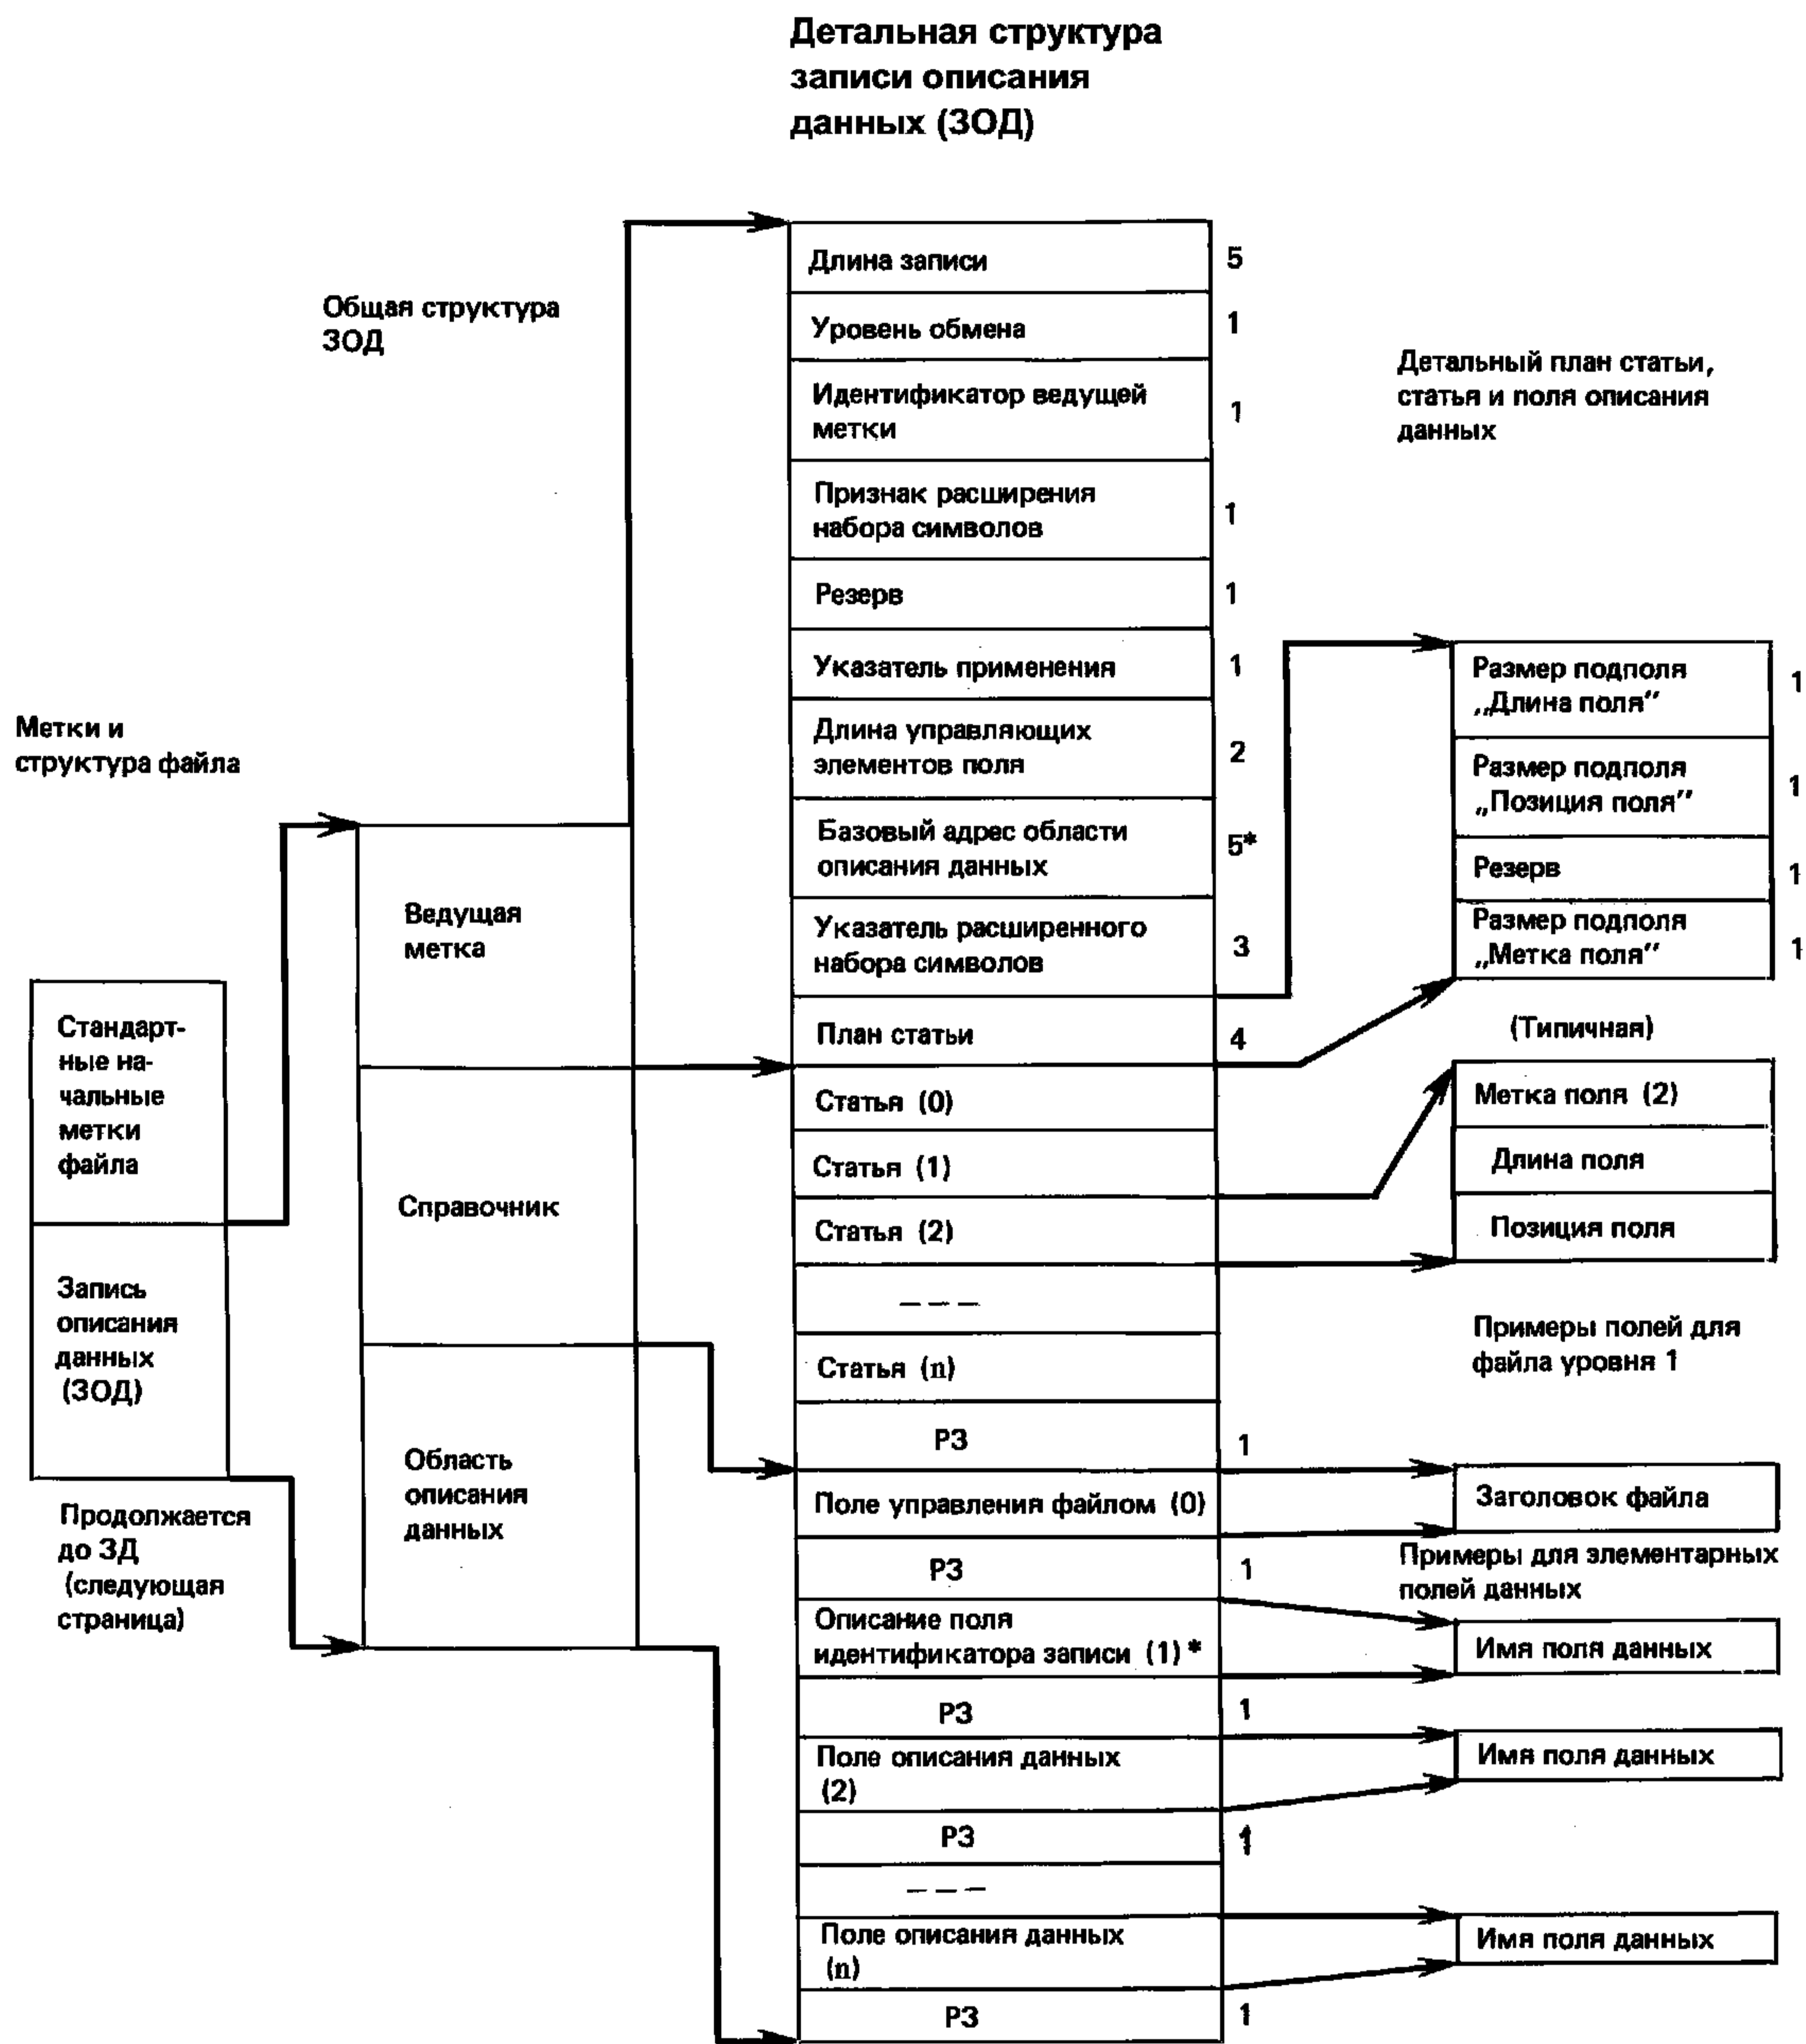 Детальная структура
записи описания
данных (ЗОД)
Метки и
структура файла
Стандарт-
ные на-
чальные
метки
файла
Запись
описания
данных
(ЗОД)
Продолжается
до ЗД
(следующая
страница)
Общая структура
ЗОД
Ведущая
метка
Справочник
Область
описания
данных
Длина записи 5
Уровень обмена 1
Идентификатор ведущей
метки 1
Признак расширения
набора символов 1
Резерв 1
Указатель применения 1
Длина управляющих
элементов поля 2
Базовый адрес области
описания данных 5*
Указатель расширенного
набора символов 3
План статьи 4
Статья (0)
Статья (1)
Статья (2)
– – –
Статья (n)
РЗ 1
Поле управления файлом (0)
РЗ 1
Описание поля
идентификатора записи (1) *
РЗ 1
Поле описания данных
(2)
РЗ 1
– – –
Поле описания данных
(n)
РЗ 1
Детальный план статьи,
статья и поля описания
данных
Размер подполя
„Длина поля" 1
Размер подполя
„Позиция поля" 1
Резерв 1
Размер подполя
„Метка поля" 1
(Типичная)
Метка поля (2)
Длина поля
Позиция поля
Примеры полей для
файла уровня 1
Заголовок файла
Примеры для элементарных
полей данных
Имя поля данных
Имя поля данных
Имя поля данных